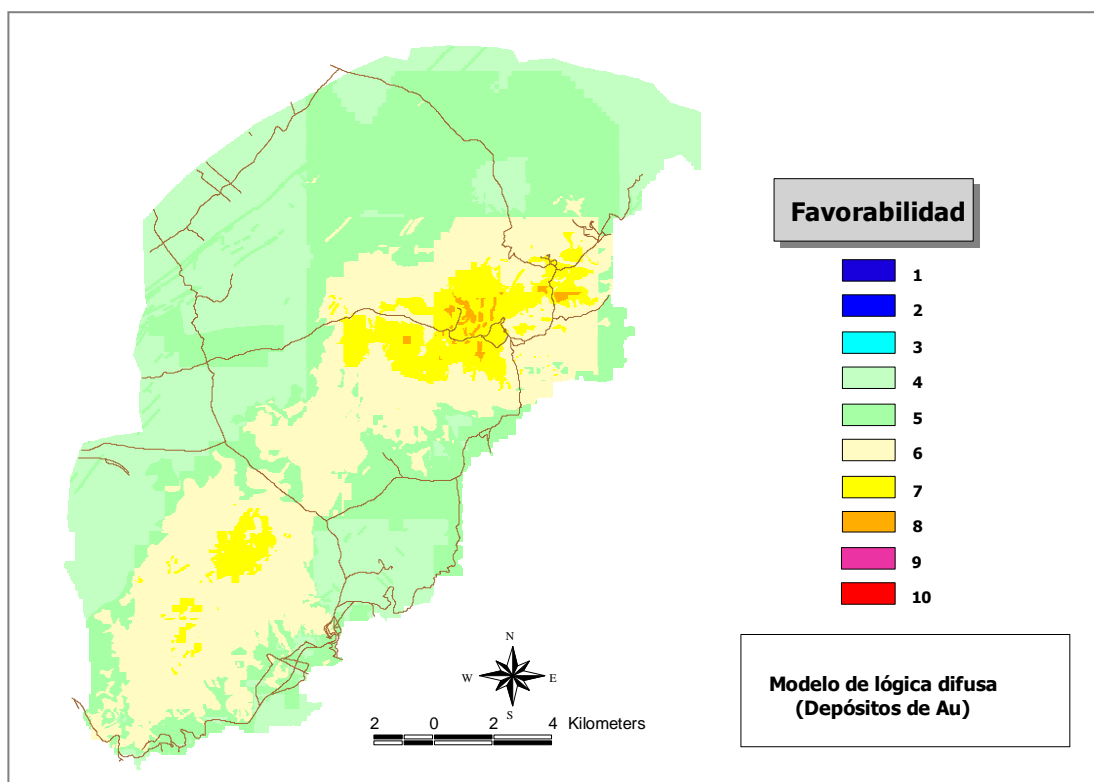 Favorabilidad
1
2
3
4
5
6
7
8
9
10
N
W E
S
2 0 2 4 Kilometers
Modelo de lógica difusa
(Depósitos de Au)